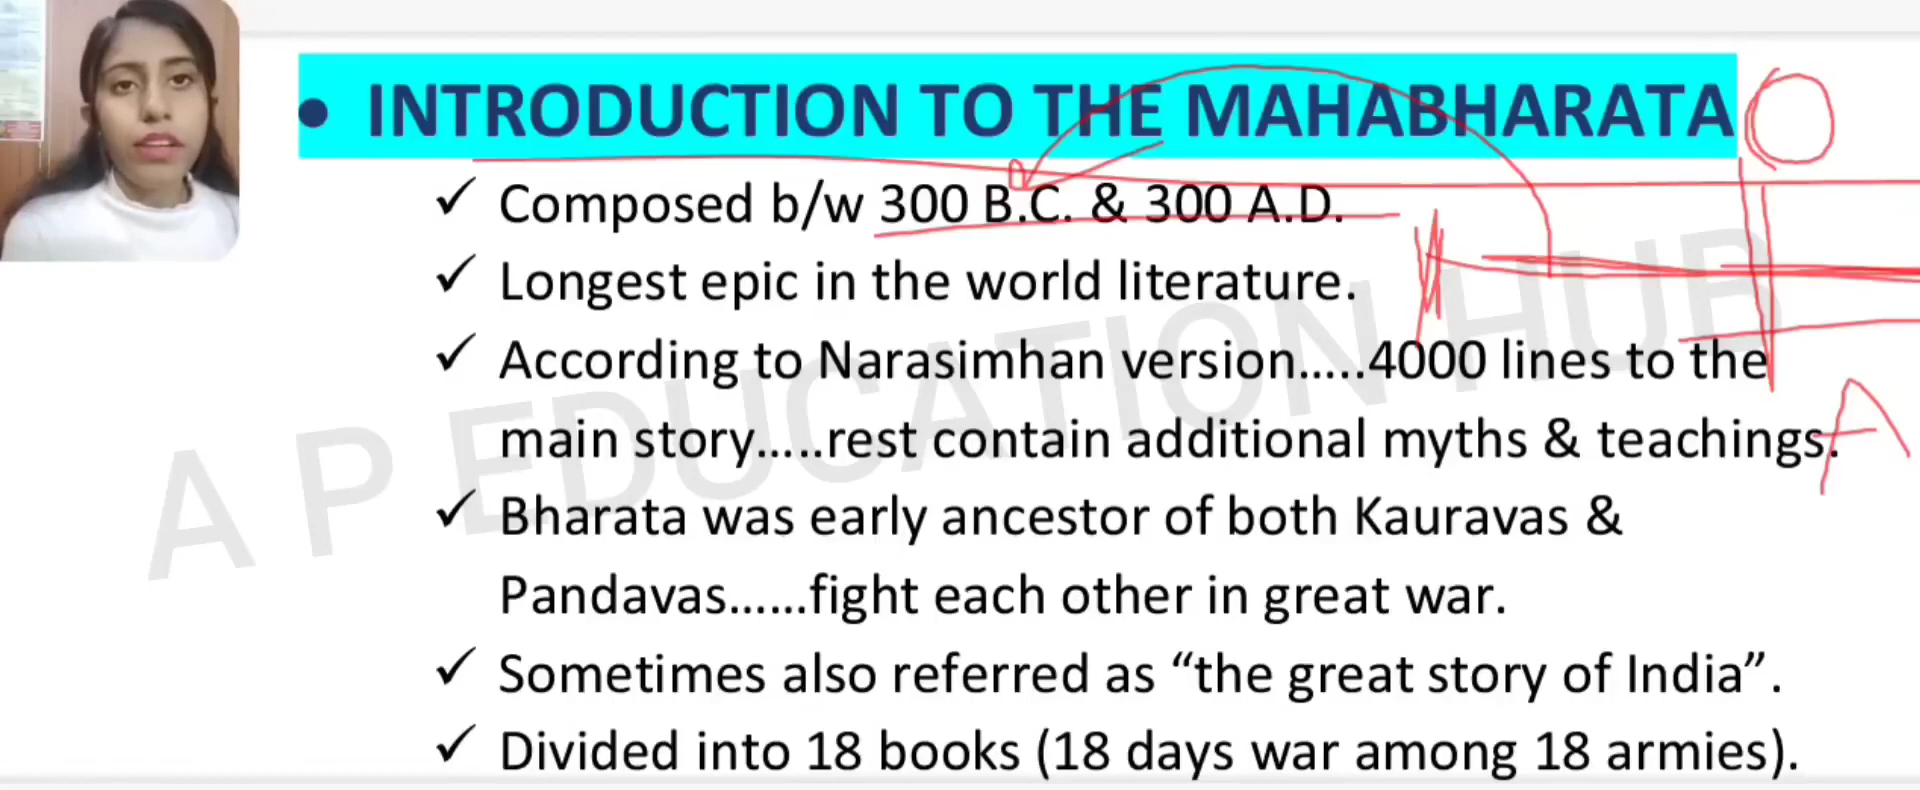 • INTRODUCTION TO THE MAHABHARATA
✓ Composed b/w 300 B.C. & 300 A.D.
✓ Longest epic in the world literature.
✓ According to Narasimhan version.....4000 lines to the
main story.....rest contain additional myths & teachings.
✓ Bharata was early ancestor of both Kauravas &
Pandavas......fight each other in great war.
✓ Sometimes also referred as “the great story of India”.
✓ Divided into 18 books (18 days war among 18 armies).
A P EDUCATION HUB
A